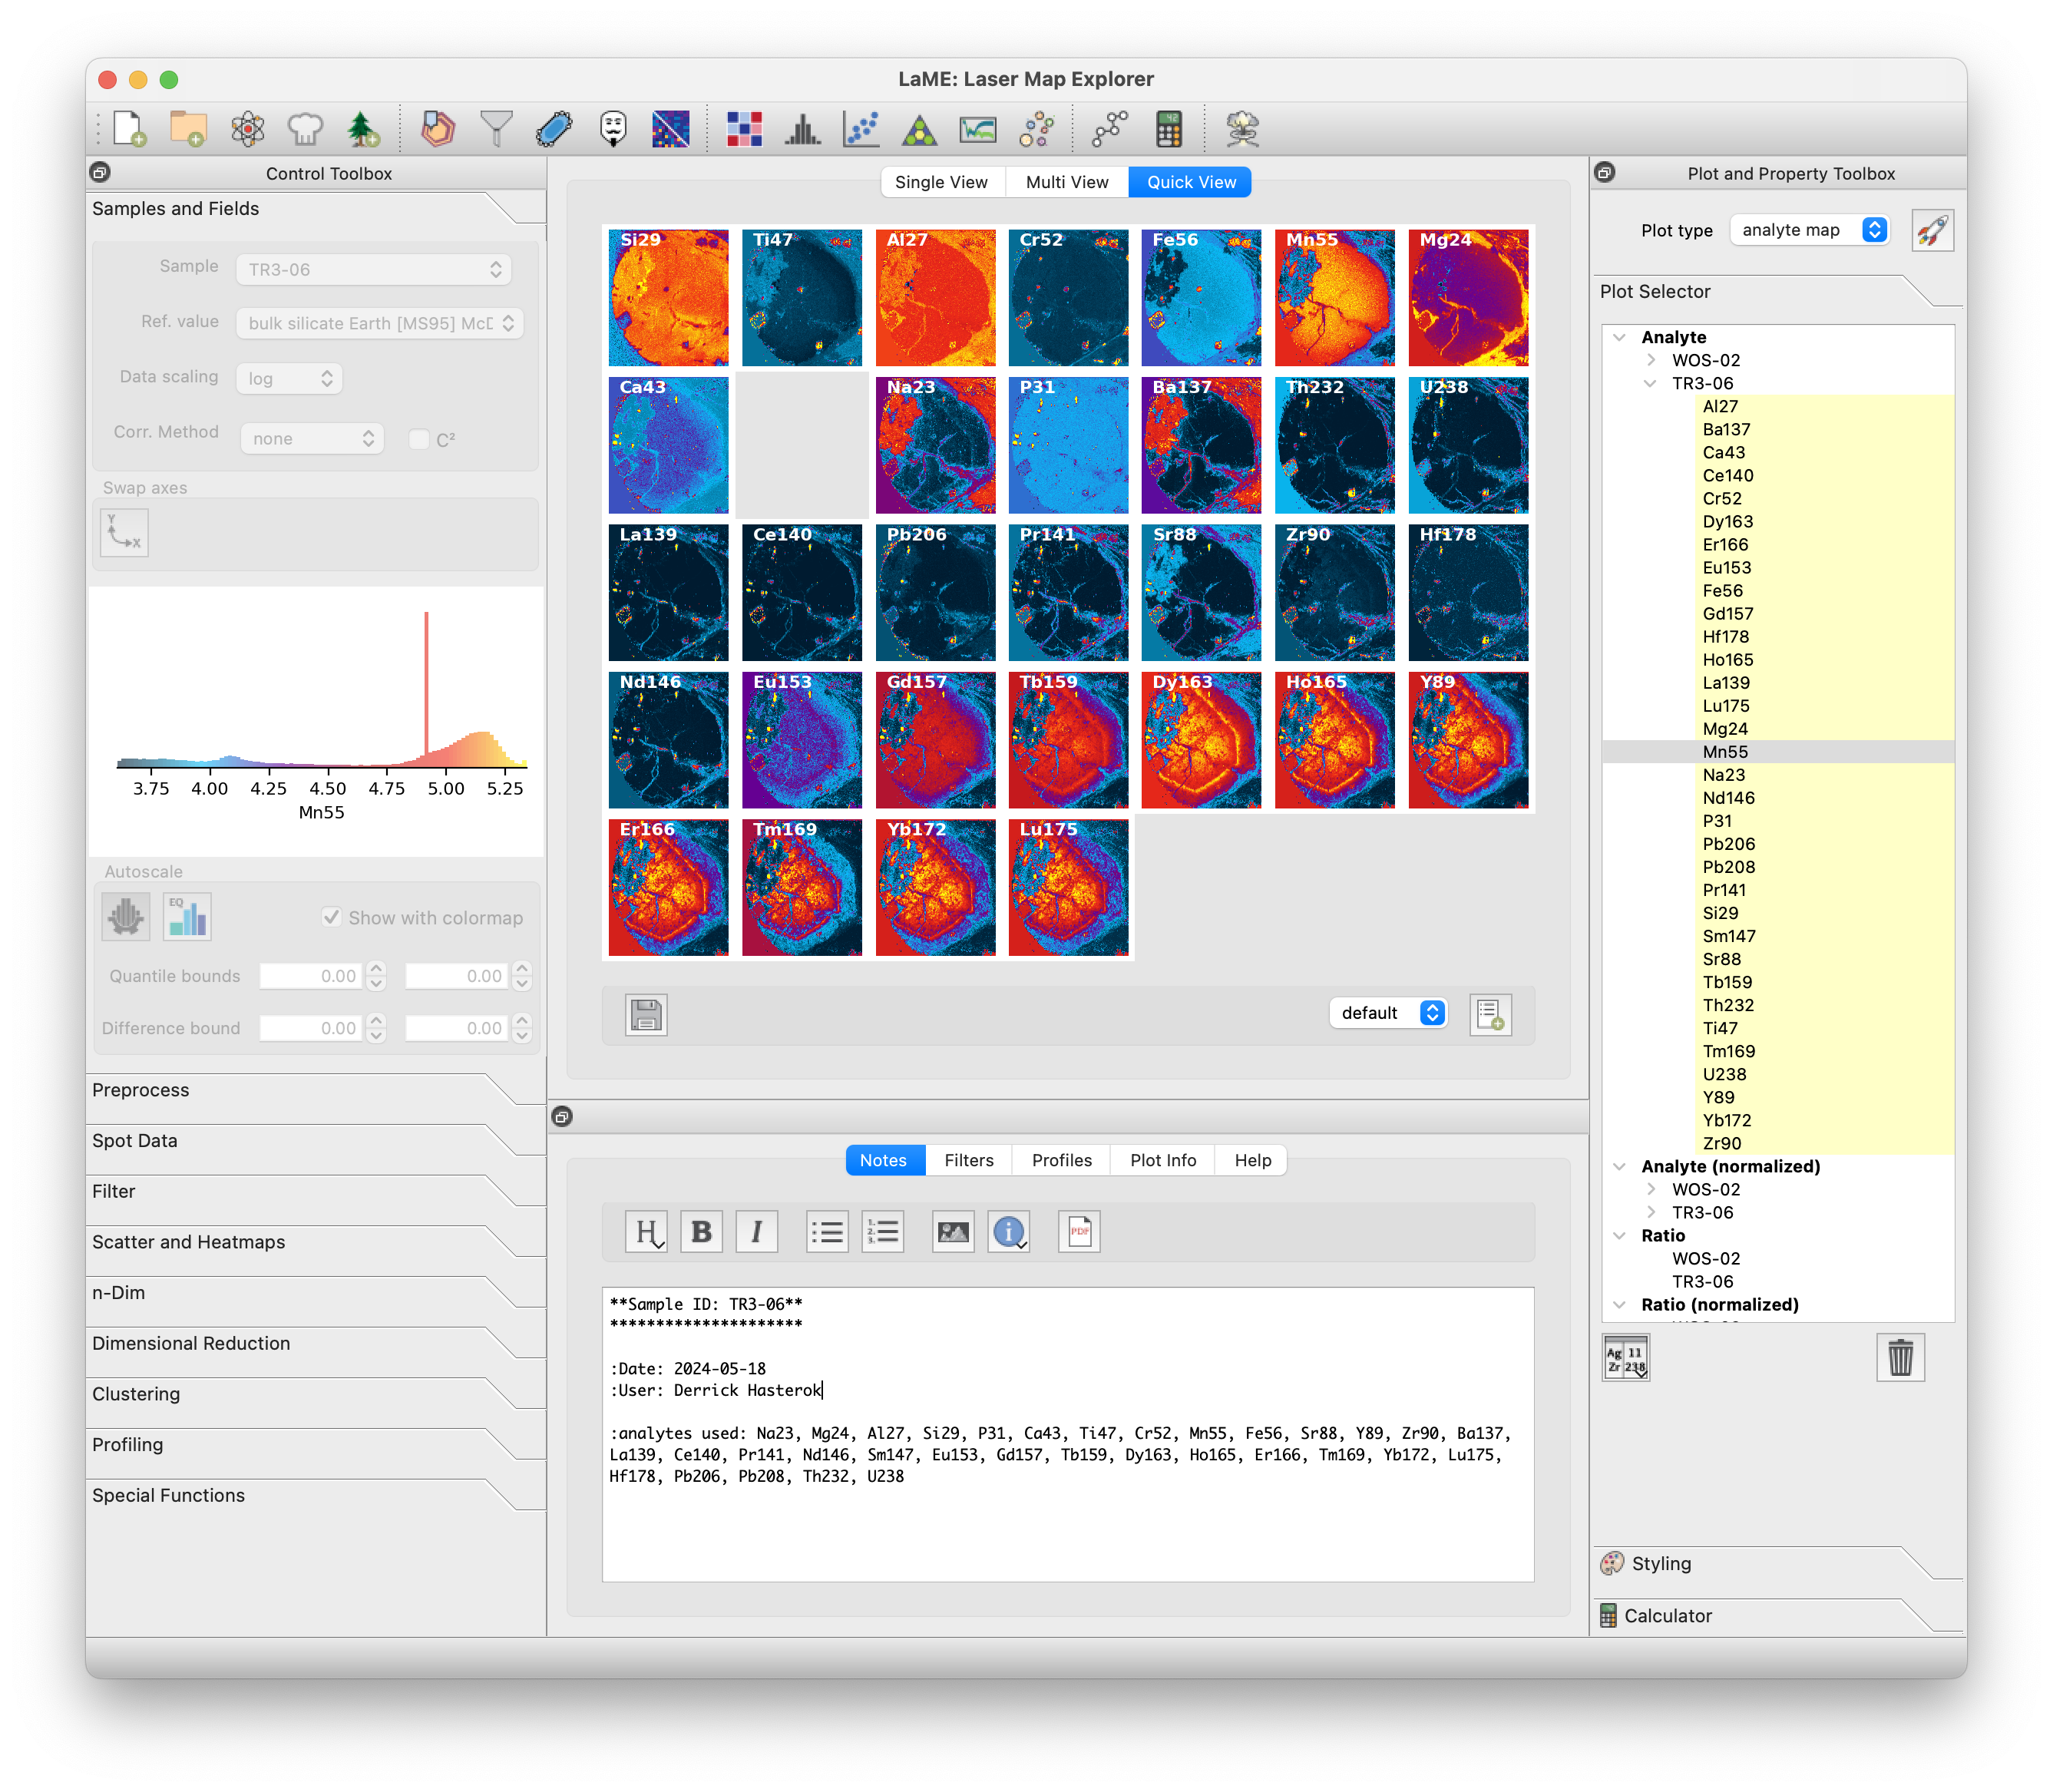 LaME: Laser Map Explorer
Control Toolbox
Samples and Fields
Sample
TR3-06
Ref. value
bulk silicate Earth [MS95] McD
Data scaling
log
Corr. Method
none
C²
Swap axes
Y
X
3.75 4.00 4.25 4.50 4.75 5.00 5.25
Mn55
Autoscale
EQ
Show with colormap
Quantile bounds
0.00
0.00
Difference bound
0.00
0.00
Preprocess
Spot Data
Filter
Scatter and Heatmaps
n-Dim
Dimensional Reduction
Clustering
Profiling
Special Functions
Single View
Multi View
Quick View
Si29 Ti47 Al27 Cr52 Fe56 Mn55 Mg24
Ca43 Na23 P31 Ba137 Th232 U238
La139 Ce140 Pb206 Pr141 Sr88 Zr90 Hf178
Nd146 Eu153 Gd157 Tb159 Dy163 Ho165 Y89
Er166 Tm169 Yb172 Lu175
default
Notes
Filters
Profiles
Plot Info
Help
H
B
I
1.
2.
3.
i
PDF
**Sample ID: TR3-06**
*********************
:Date: 2024-05-18
:User: Derrick Hasterok
:analytes used: Na23, Mg24, Al27, Si29, P31, Ca43, Ti47, Cr52, Mn55, Fe56, Sr88, Y89, Zr90, Ba137,
La139, Ce140, Pr141, Nd146, Sm147, Eu153, Gd157, Tb159, Dy163, Ho165, Er166, Tm169, Yb172, Lu175,
Hf178, Pb206, Pb208, Th232, U238
Plot and Property Toolbox
Plot type
analyte map
Plot Selector
Analyte
WOS-02
TR3-06
Al27
Ba137
Ca43
Ce140
Cr52
Dy163
Er166
Eu153
Fe56
Gd157
Hf178
Ho165
La139
Lu175
Mg24
Mn55
Na23
Nd146
P31
Pb206
Pb208
Pr141
Si29
Sm147
Sr88
Tb159
Th232
Ti47
Tm169
U238
Y89
Yb172
Zr90
Analyte (normalized)
WOS-02
TR3-06
Ratio
WOS-02
TR3-06
Ratio (normalized)
Ag 11
Zr 238
Styling
Calculator